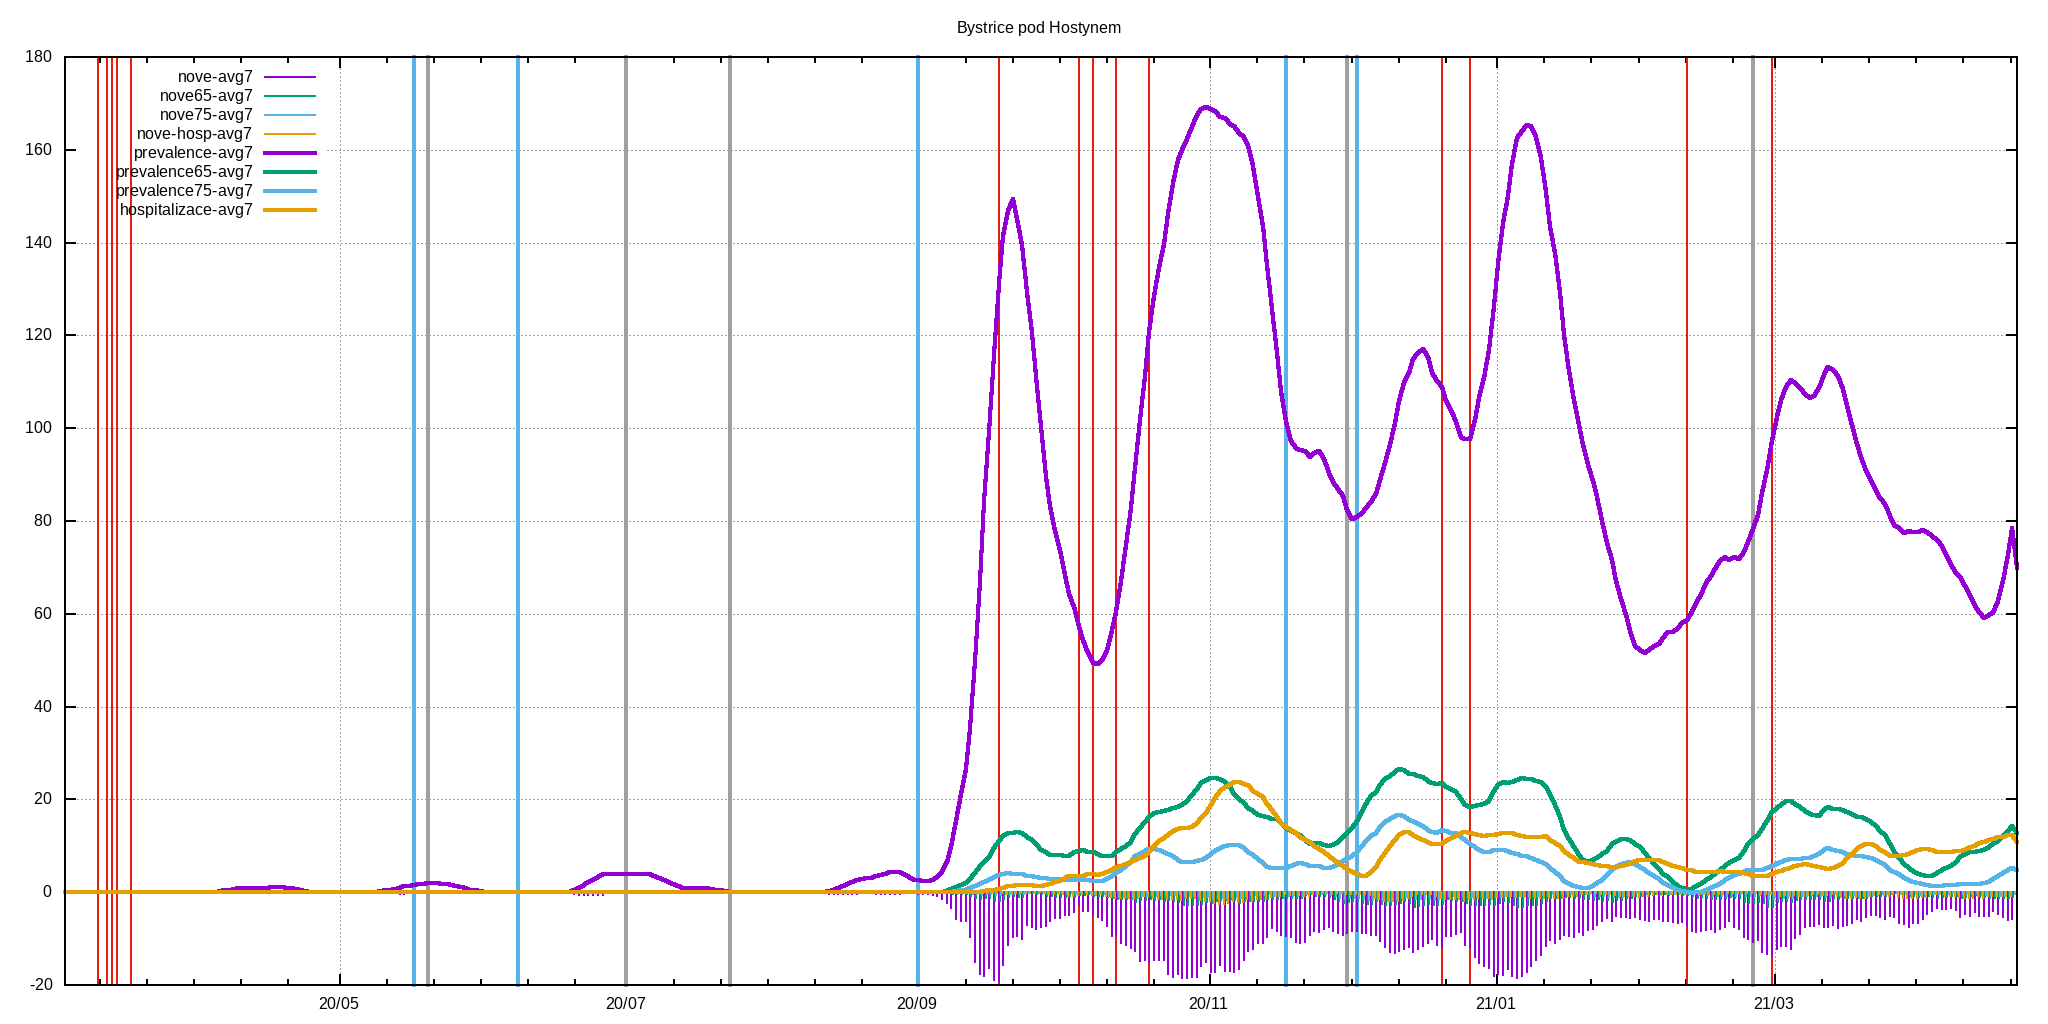 Bystrice pod Hostynem
180
160
140
120
100
80
60
40
20
0
-20
nove-avg7
nove65-avg7
nove75-avg7
nove-hosp-avg7
prevalence-avg7
prevalence65-avg7
prevalence75-avg7
hospitalizace-avg7
20/05 20/07 20/09 20/11 21/01 21/03